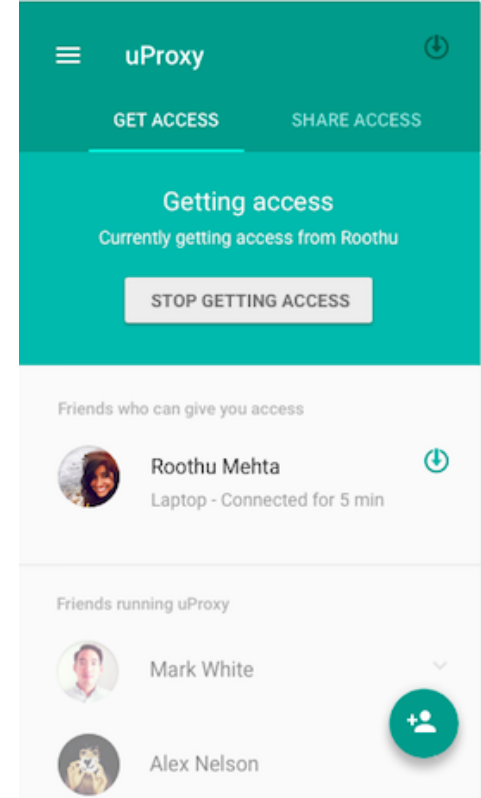 uProxy
GET ACCESS
SHARE ACCESS
Getting access
Currently getting access from Roothu
STOP GETTING ACCESS
Friends who can give you access
Roothu Mehta
Laptop - Connected for 5 min
Friends running uProxy
Mark White
Alex Nelson